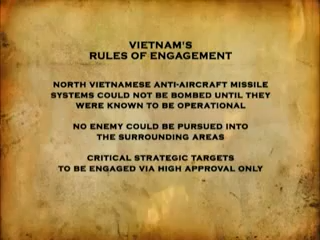 VIETNAM'S
RULES OF ENGAGEMENT
NORTH VIETNAMESE ANTI-AIRCRAFT MISSILE
SYSTEMS COULD NOT BE BOMBED UNTIL THEY
WERE KNOWN TO BE OPERATIONAL
NO ENEMY COULD BE PURSUED INTO
THE SURROUNDING AREAS
CRITICAL STRATEGIC TARGETS
TO BE ENGAGED VIA HIGH APPROVAL ONLY